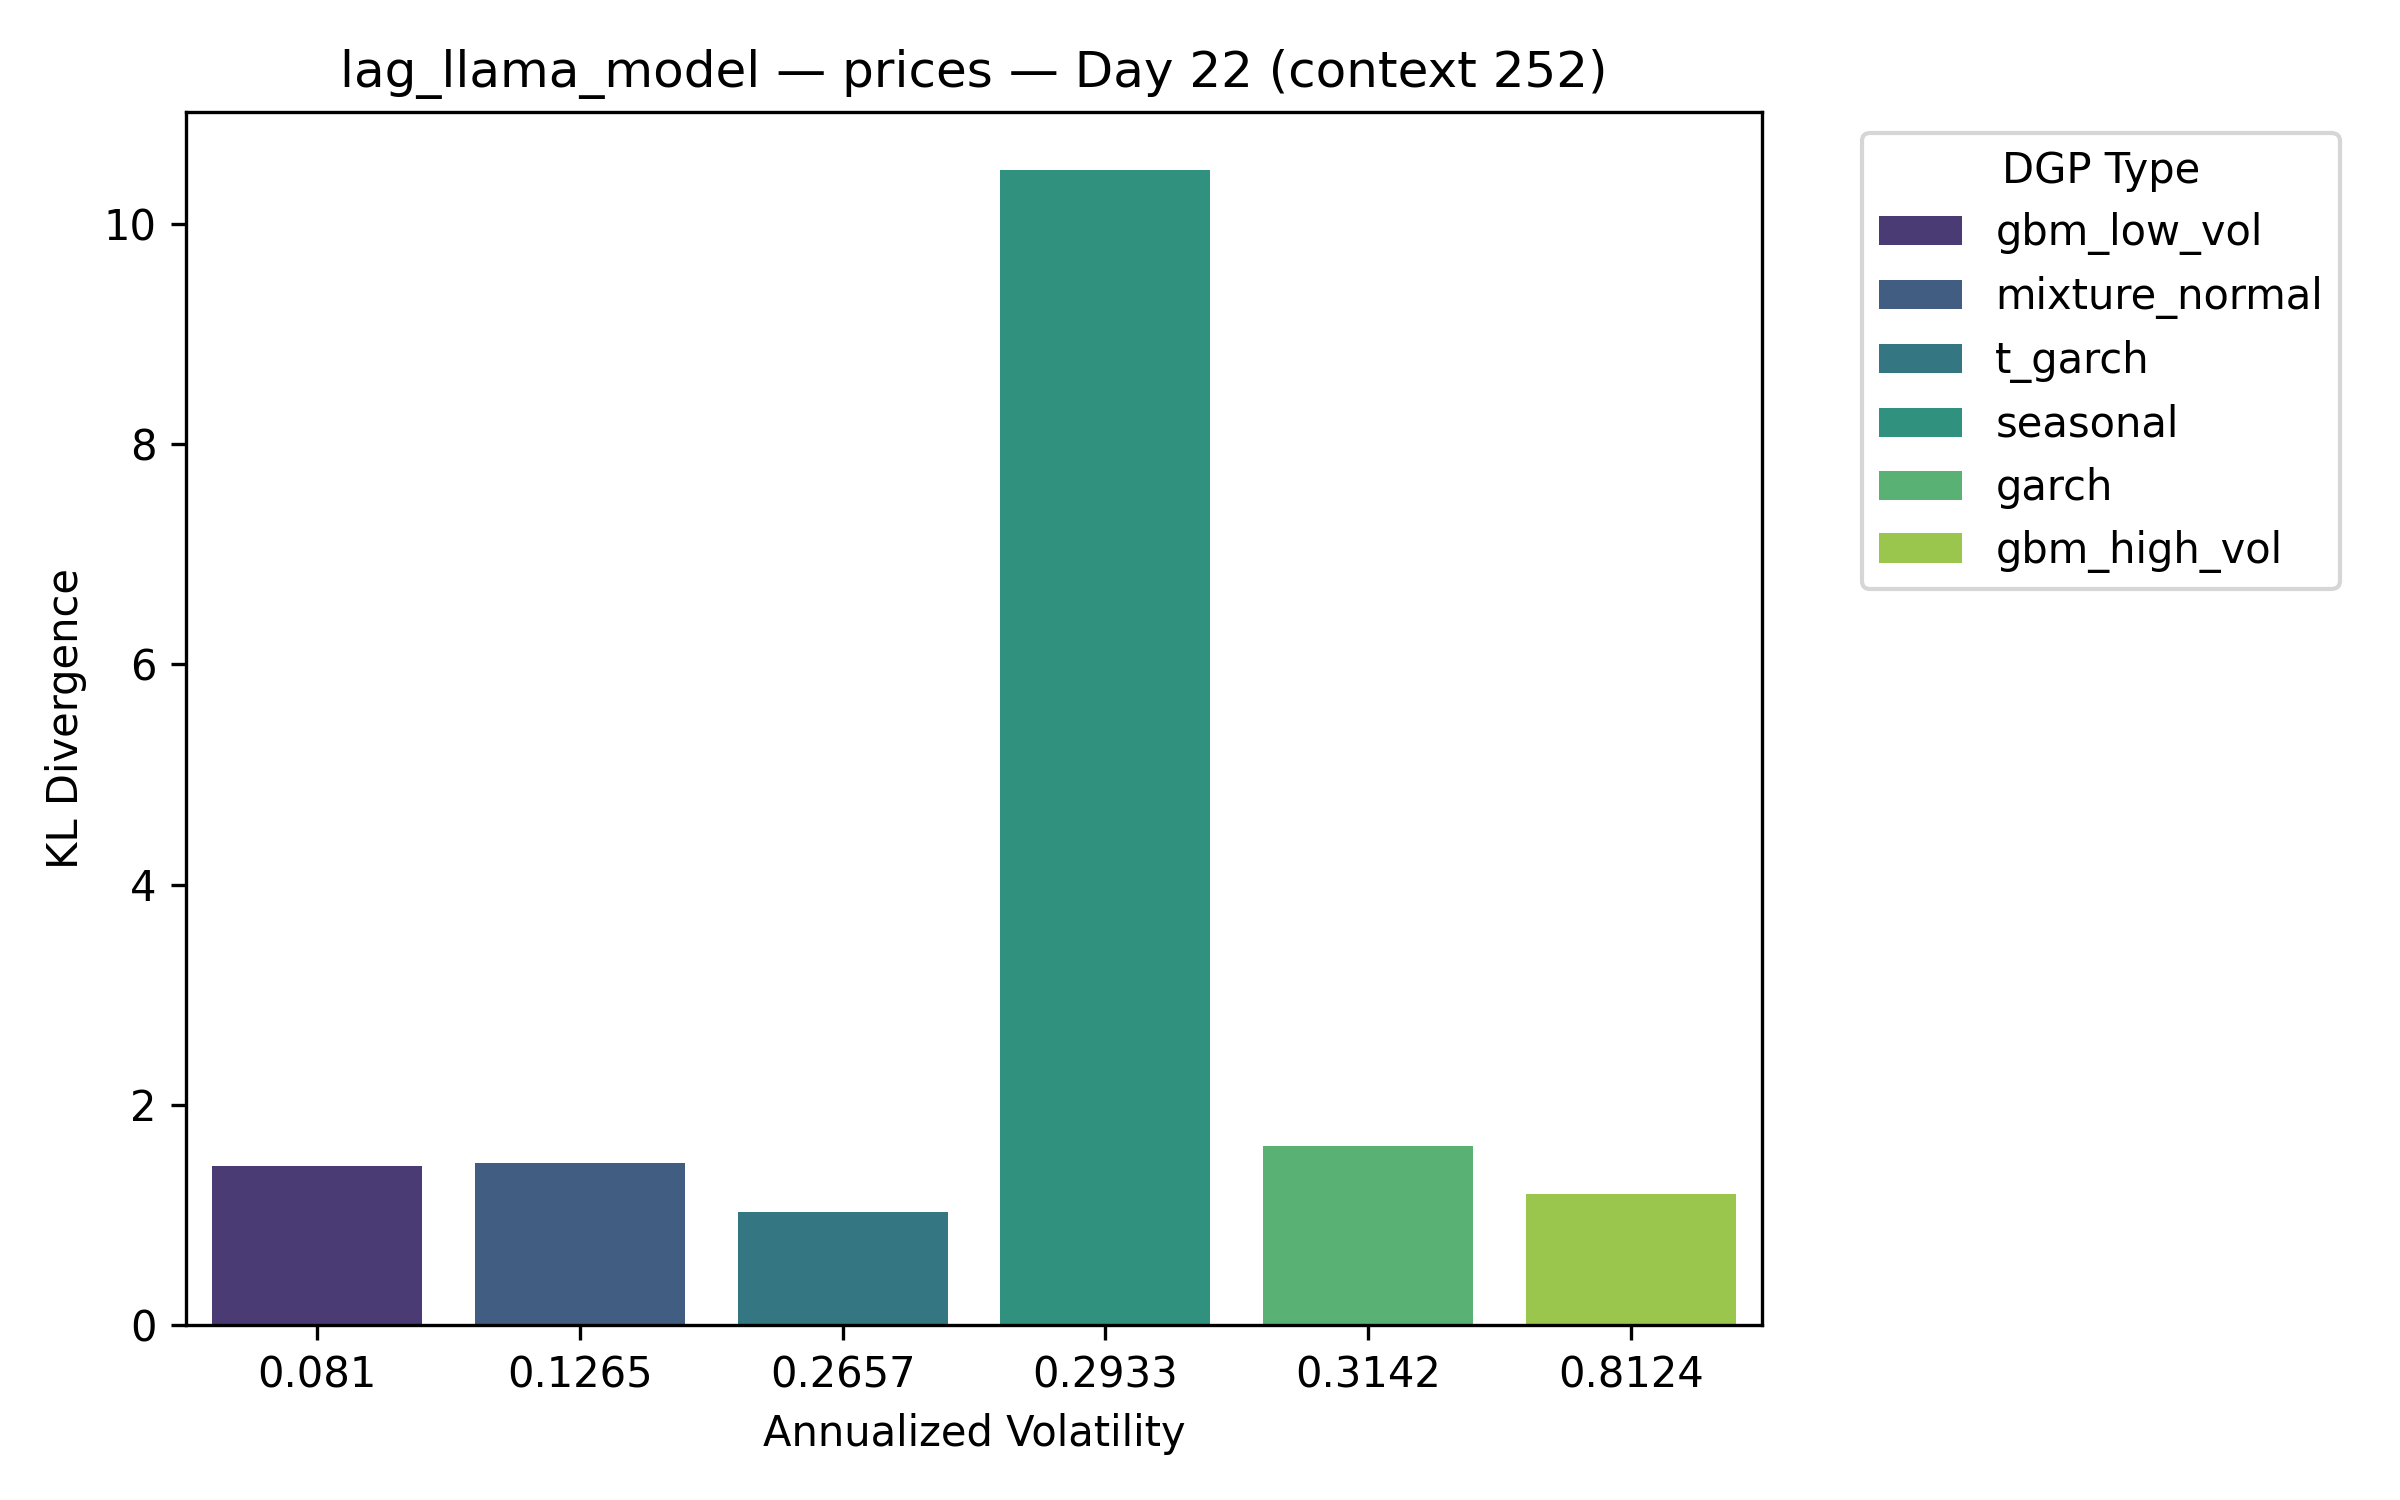 lag_llama_model — prices — Day 22 (context 252)
KL Divergence
10
8
6
4
2
0
0.081 0.1265 0.2657 0.2933 0.3142 0.8124
Annualized Volatility
DGP Type
gbm_low_vol
mixture_normal
t_garch
seasonal
garch
gbm_high_vol